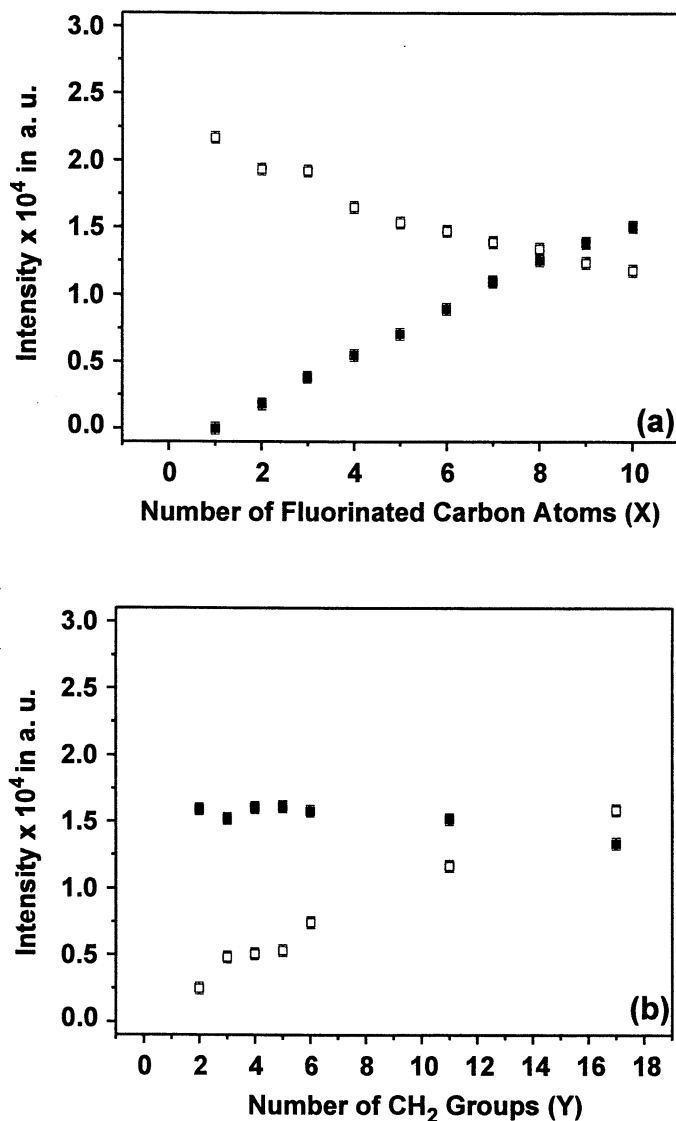 3.0
2.5
2.0
1.5
1.0
0.5
0.0
Intensity x 10⁴ in a. u.
(a)
0 2 4 6 8 10
Number of Fluorinated Carbon Atoms (X)
3.0
2.5
2.0
1.5
1.0
0.5
0.0
Intensity x 10⁴ in a. u.
(b)
0 2 4 6 8 10 12 14 16 18
Number of CH₂ Groups (Y)